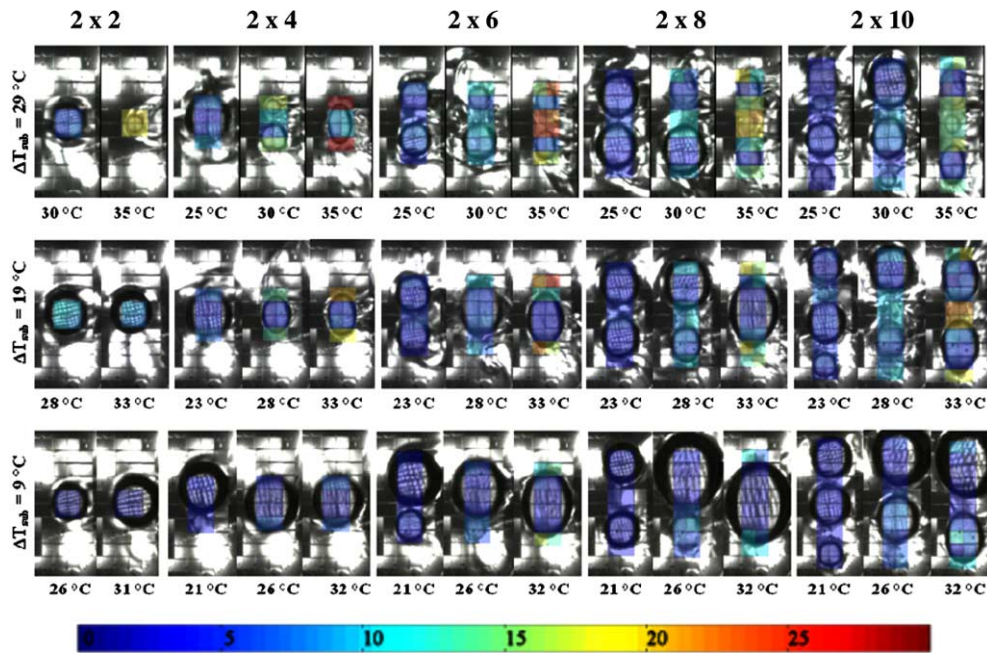 2 x 2 2 x 4 2 x 6 2 x 8 2 x 10
ΔTsub = 29 °C
30 °C 35 °C 25 °C 30 °C 35 °C 25 °C 30 °C 35 °C 25 °C 30 °C 35 °C 25 °C 30 °C 35 °C
ΔTsub = 19 °C
28 °C 33 °C 23 °C 28 °C 33 °C 23 °C 28 °C 33 °C 23 °C 28 °C 33 °C 23 °C 28 °C 33 °C
ΔTsub = 9 °C
26 °C 31 °C 21 °C 26 °C 32 °C 21 °C 26 °C 32 °C 21 °C 26 °C 32 °C 21 °C 26 °C 32 °C
0 5 10 15 20 25